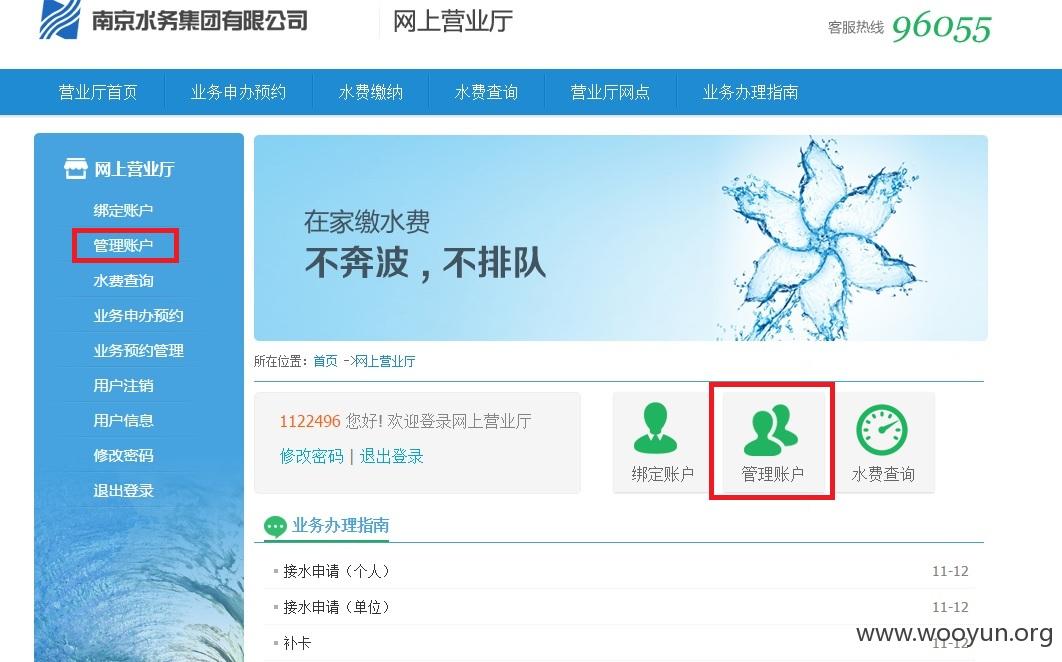 南京水务集团有限公司 网上营业厅 客服热线 96055
营业厅首页 业务申办预约 水费缴纳 水费查询 营业厅网点 业务办理指南
网上营业厅
绑定账户
管理账户
水费查询
业务申办预约
业务预约管理
用户注销
用户信息
修改密码
退出登录
在家缴水费
不奔波，不排队
所在位置：首页 ->网上营业厅
1122496 您好! 欢迎登录网上营业厅
修改密码 | 退出登录
绑定账户 管理账户 水费查询
业务办理指南
接水申请（个人） 11-12
接水申请（单位） 11-12
补卡 11-12
www.wooyun.org